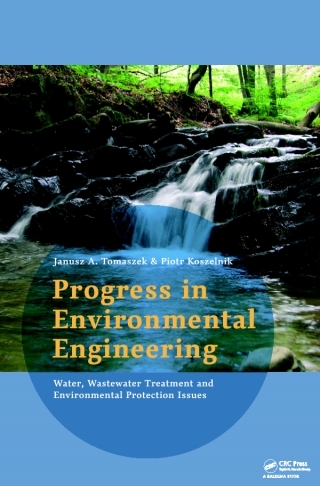 Janusz A. Tomaszek & Piotr Koszelnik
Progress in
Environmental
Engineering
Water, Wastewater Treatment and
Environmental Protection Issues
CRC Press
Taylor & Francis Group
A BALKEMA BOOK